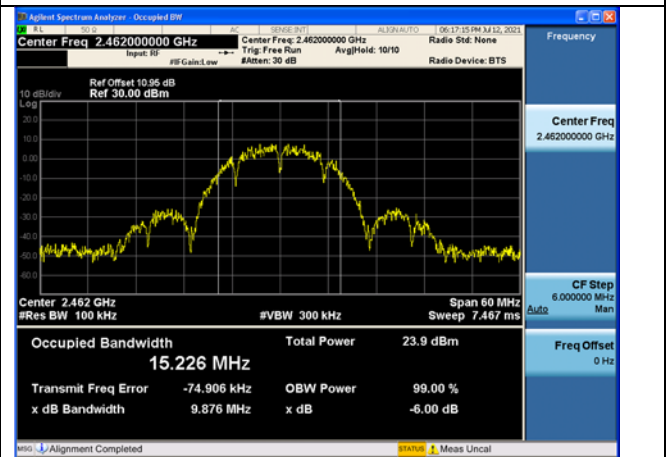 Agilent Spectrum Analyzer - Occupied BW
RL 50 Ω AC SENSE:INT ALIGNAUTO 06:17:15 PM Jul 12, 2021
Center Freq 2.462000000 GHz Center Freq: 2.462000000 GHz Radio Std: None
Input: RF Trig: Free Run Avg|Hold: 10/10
#IFGain:Low #Atten: 30 dB Radio Device: BTS
Ref Offset 10.95 dB
10 dB/div Ref 30.00 dBm
Log
20.0
10.0
0.00
-10.0
-20.0
-30.0
-40.0
-50.0
-60.0
Center 2.462 GHz Span 60 MHz
#Res BW 100 kHz #VBW 300 kHz Sweep 7.467 ms
Occupied Bandwidth Total Power 23.9 dBm
15.226 MHz
Transmit Freq Error -74.906 kHz OBW Power 99.00 %
x dB Bandwidth 9.876 MHz x dB -6.00 dB
MSG Alignment Completed STATUS Meas Uncal
Frequency
Center Freq
2.462000000 GHz
CF Step
6.000000 MHz
Auto Man
Freq Offset
0 Hz